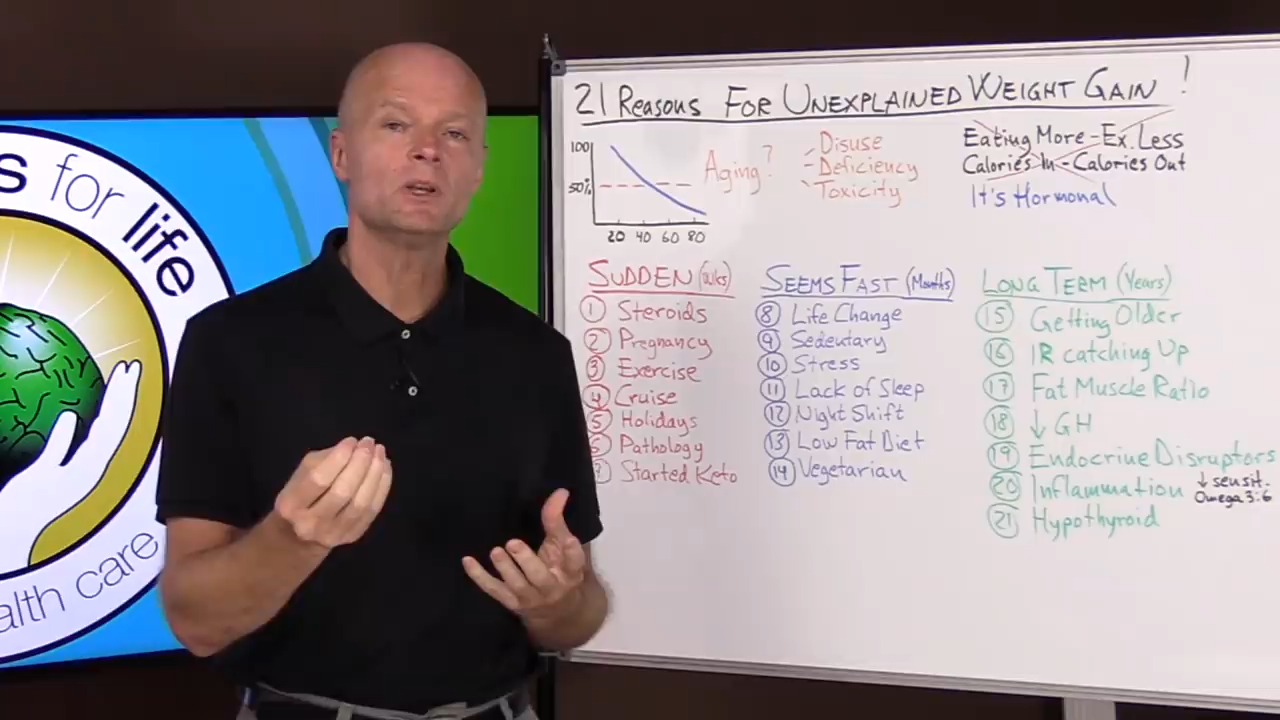 s for life
alth care
21 Reasons For Unexplained Weight Gain!
100
50%
20 40 60 80
Aging?
Disuse
Deficiency
Toxicity
Eating More - Ex. Less
Calories In - Calories Out
It's Hormonal
Sudden (Wks)
1 Steroids
2 Pregnancy
3 Exercise
4 Cruise
5 Holidays
6 Pathology
7 Started Keto
Seems Fast (Months)
8 Life Change
9 Sedentary
10 Stress
11 Lack of Sleep
12 Night Shift
13 Low Fat Diet
14 Vegetarian
Long Term (Years)
15 Getting Older
16 IR catching Up
17 Fat Muscle Ratio
18 ↓ GH
19 Endocrine Disruptors
20 Inflammation ↓ sensit.
Omega 3:6
21 Hypothyroid